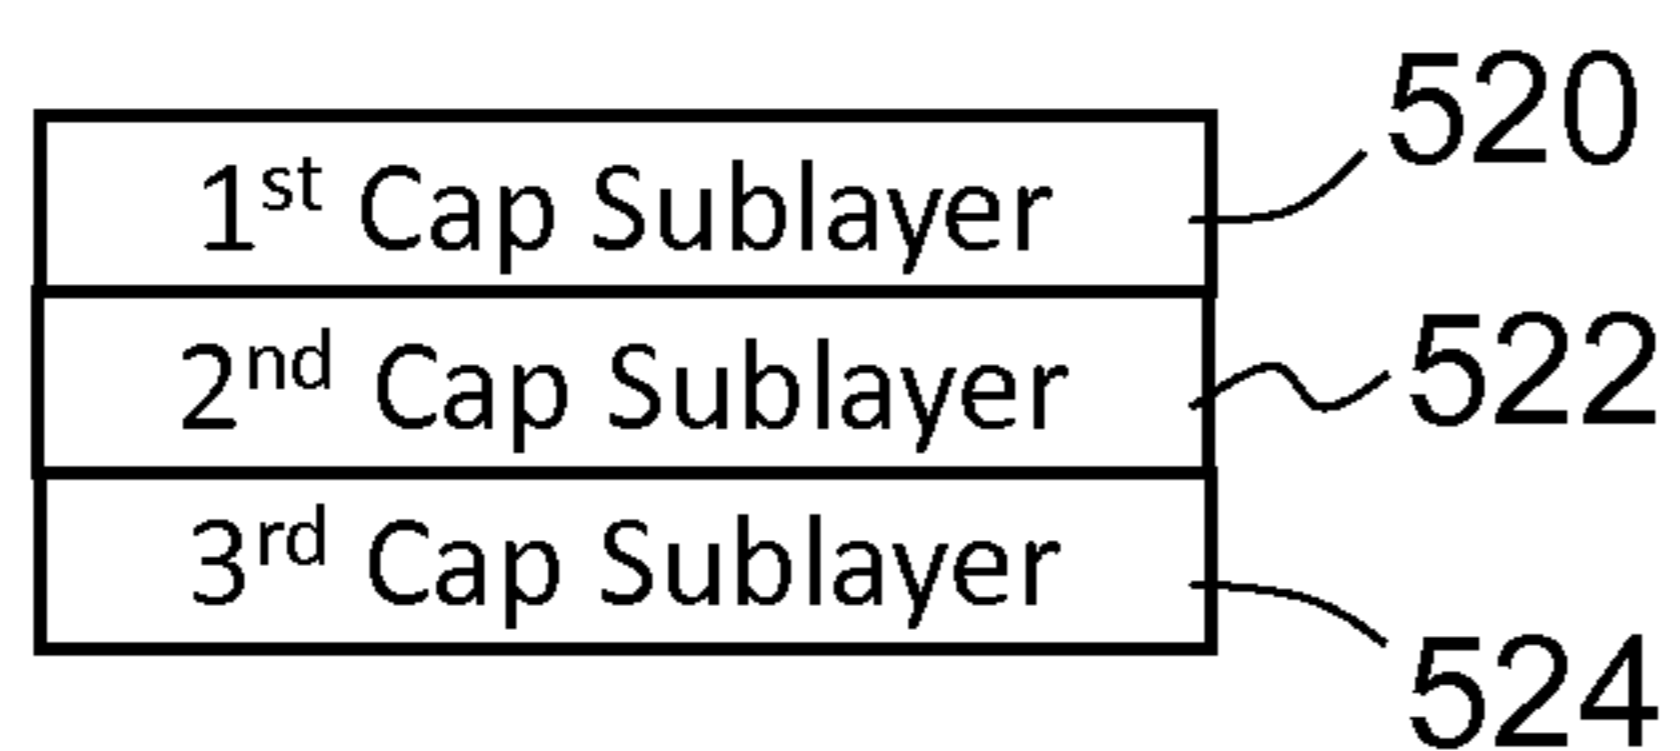 520
1st Cap Sublayer
2nd Cap Sublayer
522
3rd Cap Sublayer
524